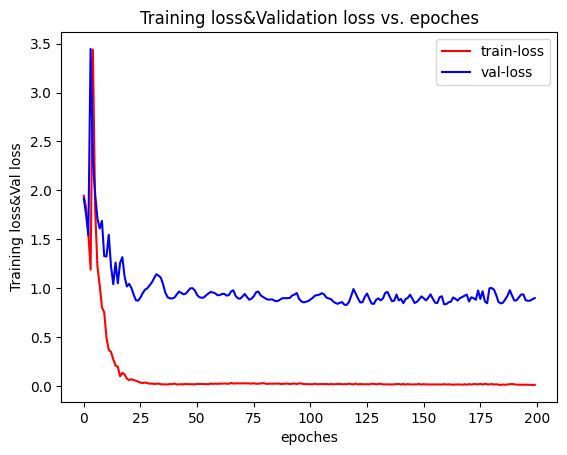 Training loss&Validation loss vs. epoches
train-loss
val-loss
Training loss&Val loss
3.5
3.0
2.5
2.0
1.5
1.0
0.5
0.0
0 25 50 75 100 125 150 175 200
epoches